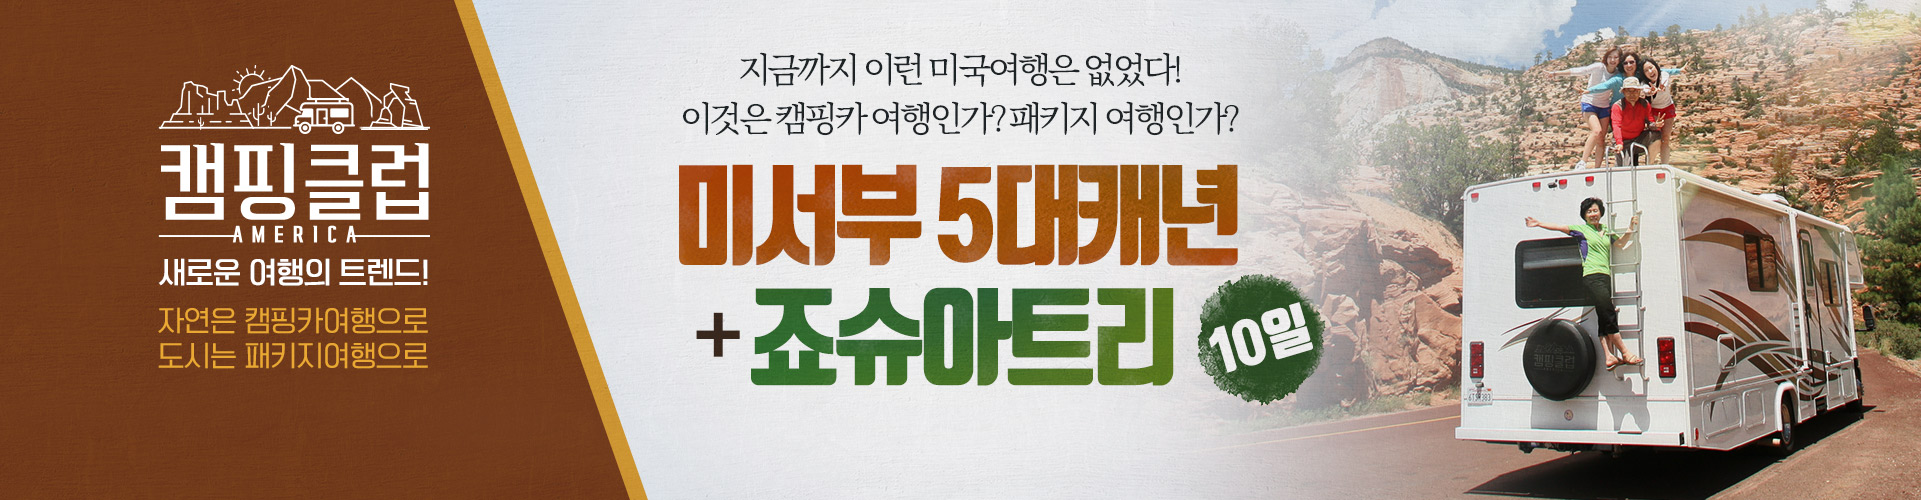 캠핑클럽
AMERICA
새로운 여행의 트렌드!
자연은 캠핑카여행으로
도시는 패키지여행으로
지금까지 이런 미국여행은 없었다!
이것은 캠핑카 여행인가? 패키지 여행인가?
미서부 5대캐년
+ 죠슈아트리
10일
캠핑클럽